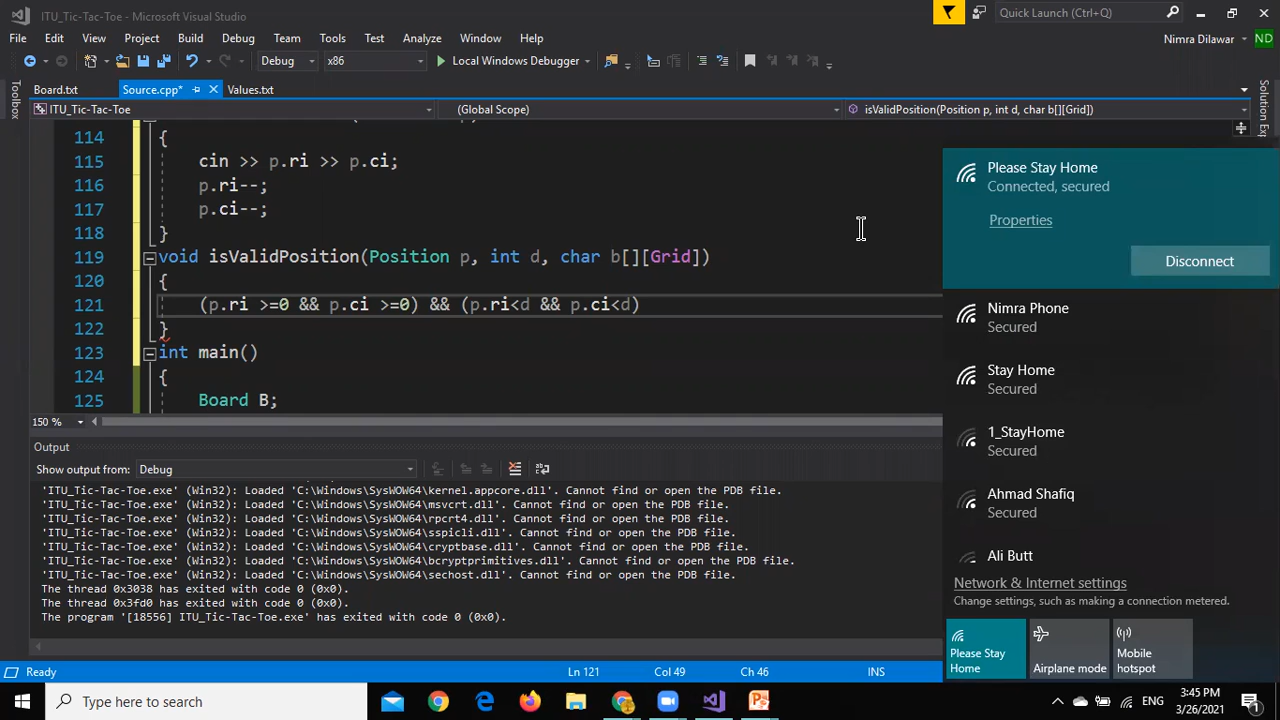 ITU_Tic-Tac-Toe - Microsoft Visual Studio
Quick Launch (Ctrl+Q)
File Edit View Project Build Debug Team Tools Test Analyze Window Help
Nimra Dilawar ND
Debug x86 Local Windows Debugger
Toolbox
Board.txt Source.cpp* Values.txt
ITU_Tic-Tac-Toe (Global Scope) isValidPosition(Position p, int d, char b[][Grid])
114 {
115 cin >> p.ri >> p.ci;
116 p.ri--;
117 p.ci--;
118 }
119 void isValidPosition(Position p, int d, char b[][Grid])
120 {
121 (p.ri >=0 && p.ci >=0) && (p.ri<d && p.ci<d)
122 }
123 int main()
124 {
125 Board B;
150 %
Output
Show output from: Debug
'ITU_Tic-Tac-Toe.exe' (Win32): Loaded 'C:\Windows\SysWOW64\kernel.appcore.dll'. Cannot find or open the PDB file.
'ITU_Tic-Tac-Toe.exe' (Win32): Loaded 'C:\Windows\SysWOW64\msvcrt.dll'. Cannot find or open the PDB file.
'ITU_Tic-Tac-Toe.exe' (Win32): Loaded 'C:\Windows\SysWOW64\rpcrt4.dll'. Cannot find or open the PDB file.
'ITU_Tic-Tac-Toe.exe' (Win32): Loaded 'C:\Windows\SysWOW64\sspicli.dll'. Cannot find or open the PDB file.
'ITU_Tic-Tac-Toe.exe' (Win32): Loaded 'C:\Windows\SysWOW64\cryptbase.dll'. Cannot find or open the PDB file.
'ITU_Tic-Tac-Toe.exe' (Win32): Loaded 'C:\Windows\SysWOW64\bcryptprimitives.dll'. Cannot find or open the PDB file.
'ITU_Tic-Tac-Toe.exe' (Win32): Loaded 'C:\Windows\SysWOW64\sechost.dll'. Cannot find or open the PDB file.
The thread 0x3038 has exited with code 0 (0x0).
The thread 0x3fd0 has exited with code 0 (0x0).
The program '[18556] ITU_Tic-Tac-Toe.exe' has exited with code 0 (0x0).
Ready Ln 121 Col 49 Ch 46 INS
Solution Ex
Please Stay Home
Connected, secured
Properties
Disconnect
Nimra Phone
Secured
Stay Home
Secured
1_StayHome
Secured
Ahmad Shafiq
Secured
Ali Butt
Network & Internet settings
Change settings, such as making a connection metered.
Please Stay Home
Airplane mode
Mobile hotspot
Type here to search
ENG
3:45 PM
3/26/2021
1